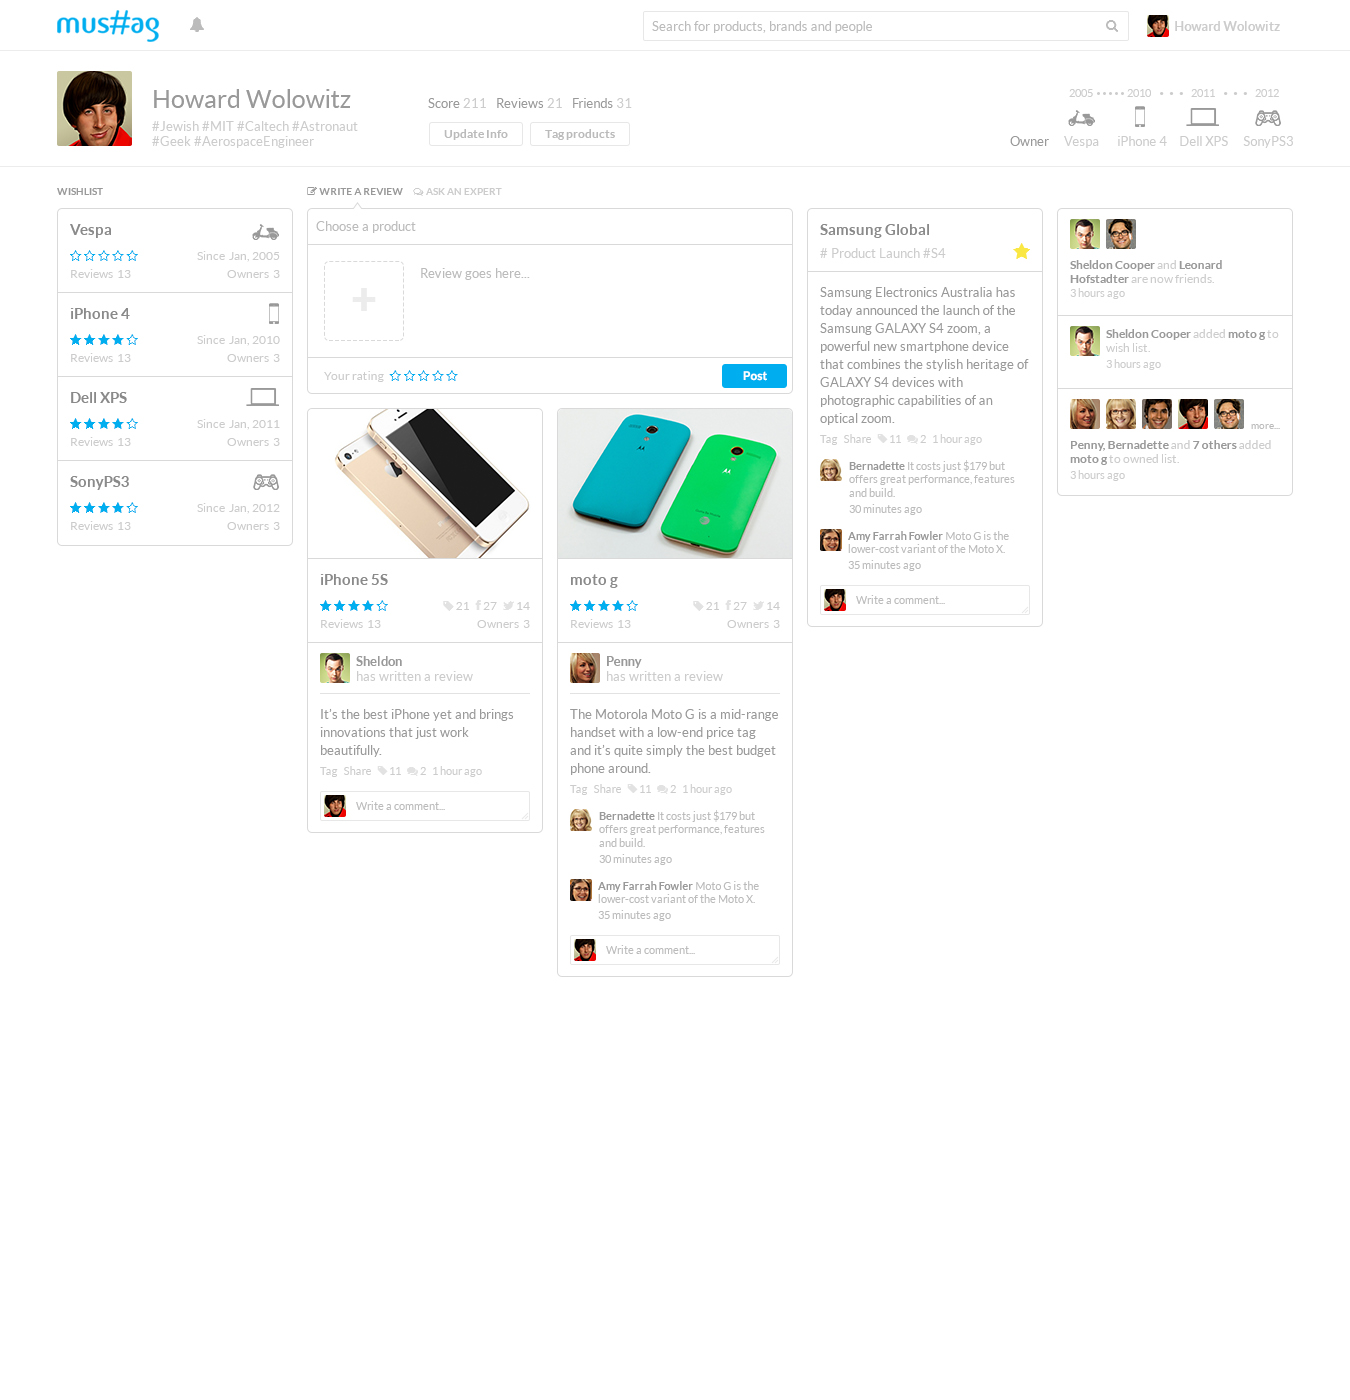 mus#ag
Search for products, brands and people
Howard Wolowitz
Howard Wolowitz
#Jewish #MIT #Caltech #Astronaut
#Geek #AerospaceEngineer
Score 211 Reviews 21 Friends 31
Update Info
Tag products
2005 2010 2011 2012
Owner Vespa iPhone 4 Dell XPS SonyPS3
WISHLIST
Vespa
Since Jan, 2005
Reviews 13 Owners 3
iPhone 4
Since Jan, 2010
Reviews 13 Owners 3
Dell XPS
Since Jan, 2011
Reviews 13 Owners 3
SonyPS3
Since Jan, 2012
Reviews 13 Owners 3
WRITE A REVIEW ASK AN EXPERT
Choose a product
Review goes here...
Your rating
Post
iPhone 5S
21 27 14
Reviews 13 Owners 3
Sheldon
has written a review
It's the best iPhone yet and brings
innovations that just work
beautifully.
Tag Share 11 2 1 hour ago
Write a comment...
moto g
21 27 14
Reviews 13 Owners 3
Penny
has written a review
The Motorola Moto G is a mid-range
handset with a low-end price tag
and it's quite simply the best budget
phone around.
Tag Share 11 2 1 hour ago
Bernadette It costs just $179 but
offers great performance, features
and build.
30 minutes ago
Amy Farrah Fowler Moto G is the
lower-cost variant of the Moto X.
35 minutes ago
Write a comment...
Samsung Global
# Product Launch #S4
Samsung Electronics Australia has
today announced the launch of the
Samsung GALAXY S4 zoom, a
powerful new smartphone device
that combines the stylish heritage of
GALAXY S4 devices with
photographic capabilities of an
optical zoom.
Tag Share 11 2 1 hour ago
Bernadette It costs just $179 but
offers great performance, features
and build.
30 minutes ago
Amy Farrah Fowler Moto G is the
lower-cost variant of the Moto X.
35 minutes ago
Write a comment...
Sheldon Cooper and Leonard
Hofstadter are now friends.
3 hours ago
Sheldon Cooper added moto g to
wish list.
3 hours ago
more...
Penny, Bernadette and 7 others added
moto g to owned list.
3 hours ago